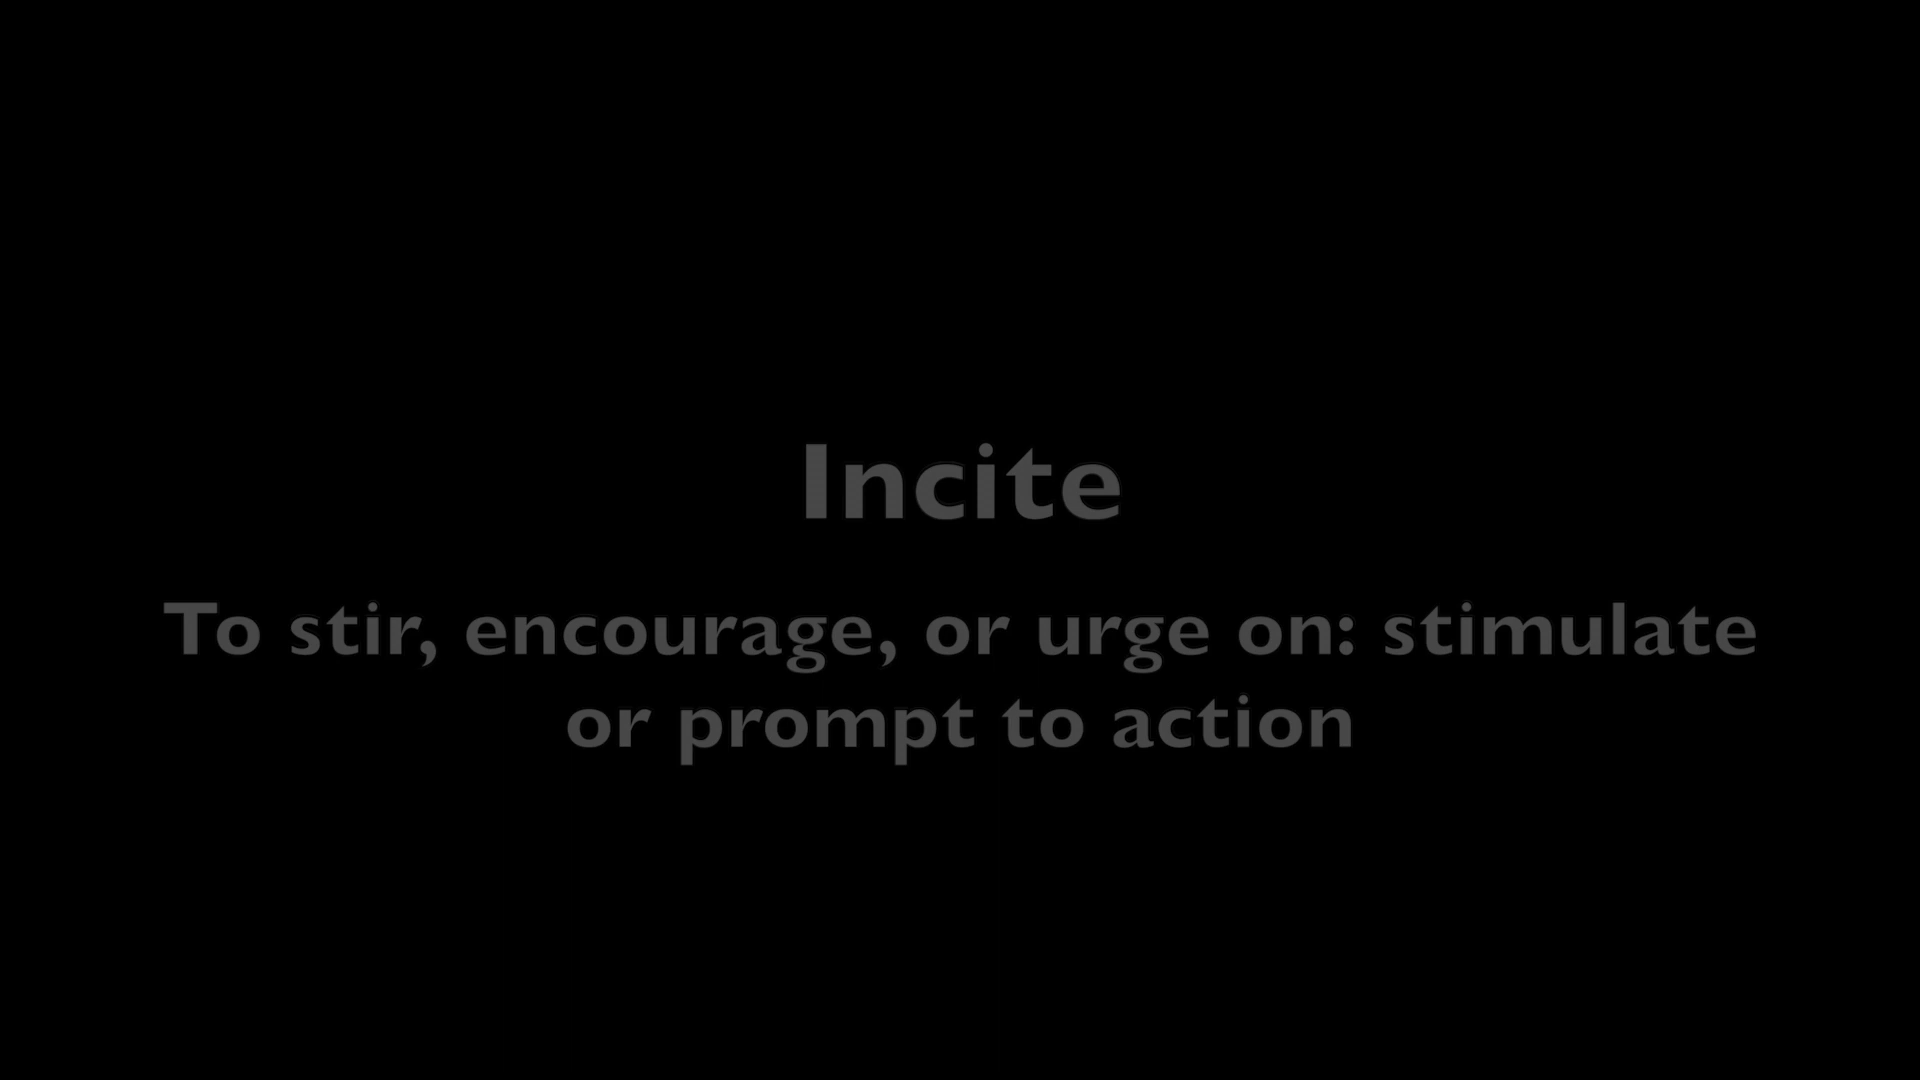 Incite
To stir, encourage, or urge on: stimulate
or prompt to action